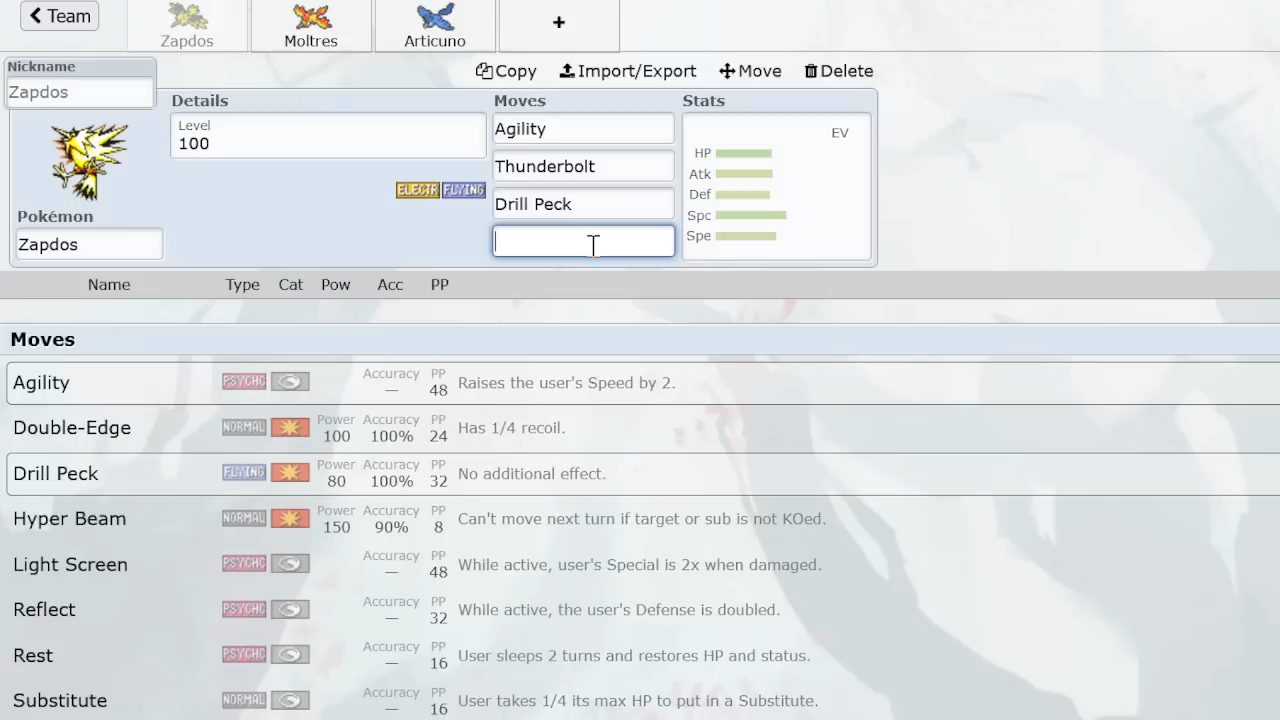 Team
Zapdos
Moltres
Articuno
+
Nickname
Zapdos
Copy
Import/Export
Move
Delete
Details
Level
100
ELECTR FLYING
Pokémon
Zapdos
Moves
Agility
Thunderbolt
Drill Peck
Stats
EV
HP
Atk
Def
Spc
Spe
Name Type Cat Pow Acc PP
Moves
Agility PSYCHC Accuracy — PP 48 Raises the user's Speed by 2.
Double-Edge NORMAL Power 100 Accuracy 100% PP 24 Has 1/4 recoil.
Drill Peck FLYING Power 80 Accuracy 100% PP 32 No additional effect.
Hyper Beam NORMAL Power 150 Accuracy 90% PP 8 Can't move next turn if target or sub is not KOed.
Light Screen PSYCHC Accuracy — PP 48 While active, user's Special is 2x when damaged.
Reflect PSYCHC Accuracy — PP 32 While active, the user's Defense is doubled.
Rest PSYCHC Accuracy — PP 16 User sleeps 2 turns and restores HP and status.
Substitute NORMAL Accuracy — PP 16 User takes 1/4 its max HP to put in a Substitute.